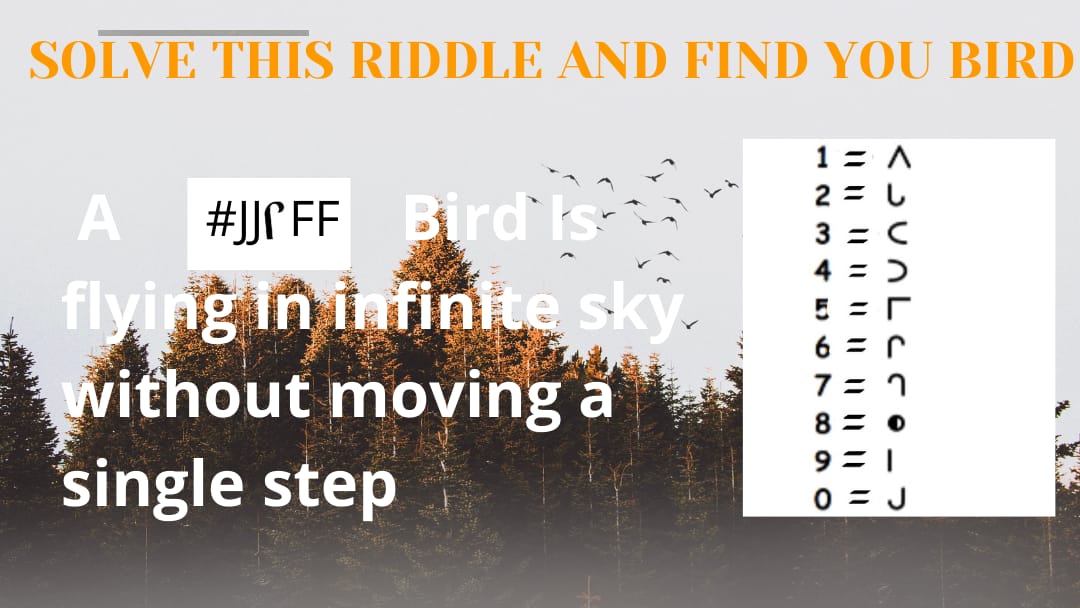 SOLVE THIS RIDDLE AND FIND YOU BIRD
A #JJᒋFF Bird Is
flying in infinite sky
without moving a
single step
1 = Λ
2 = Ⴑ
3 = ⊂
4 = ⊃
5 = Γ
6 = ᒋ
7 = ᒉ
8 = ◐
9 = I
0 = J